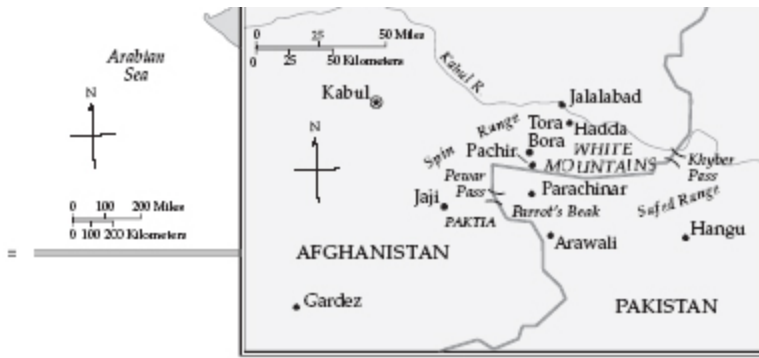 Arabian
Sea
N
0 100 200 Miles
0 100 200 Kilometers
=
0 25 50 Miles
0 25 50 Kilometers
Kabul R.
Kabul
Jalalabad
N
Spin Range
Tora
Bora
Hadda
Pachir
WHITE
MOUNTAINS
Khyber
Pass
Pewar
Pass
Parachinar
Safed Range
Jaji
PAKTIA
Parrot's Beak
Arawali
Hangu
AFGHANISTAN
Gardez
PAKISTAN